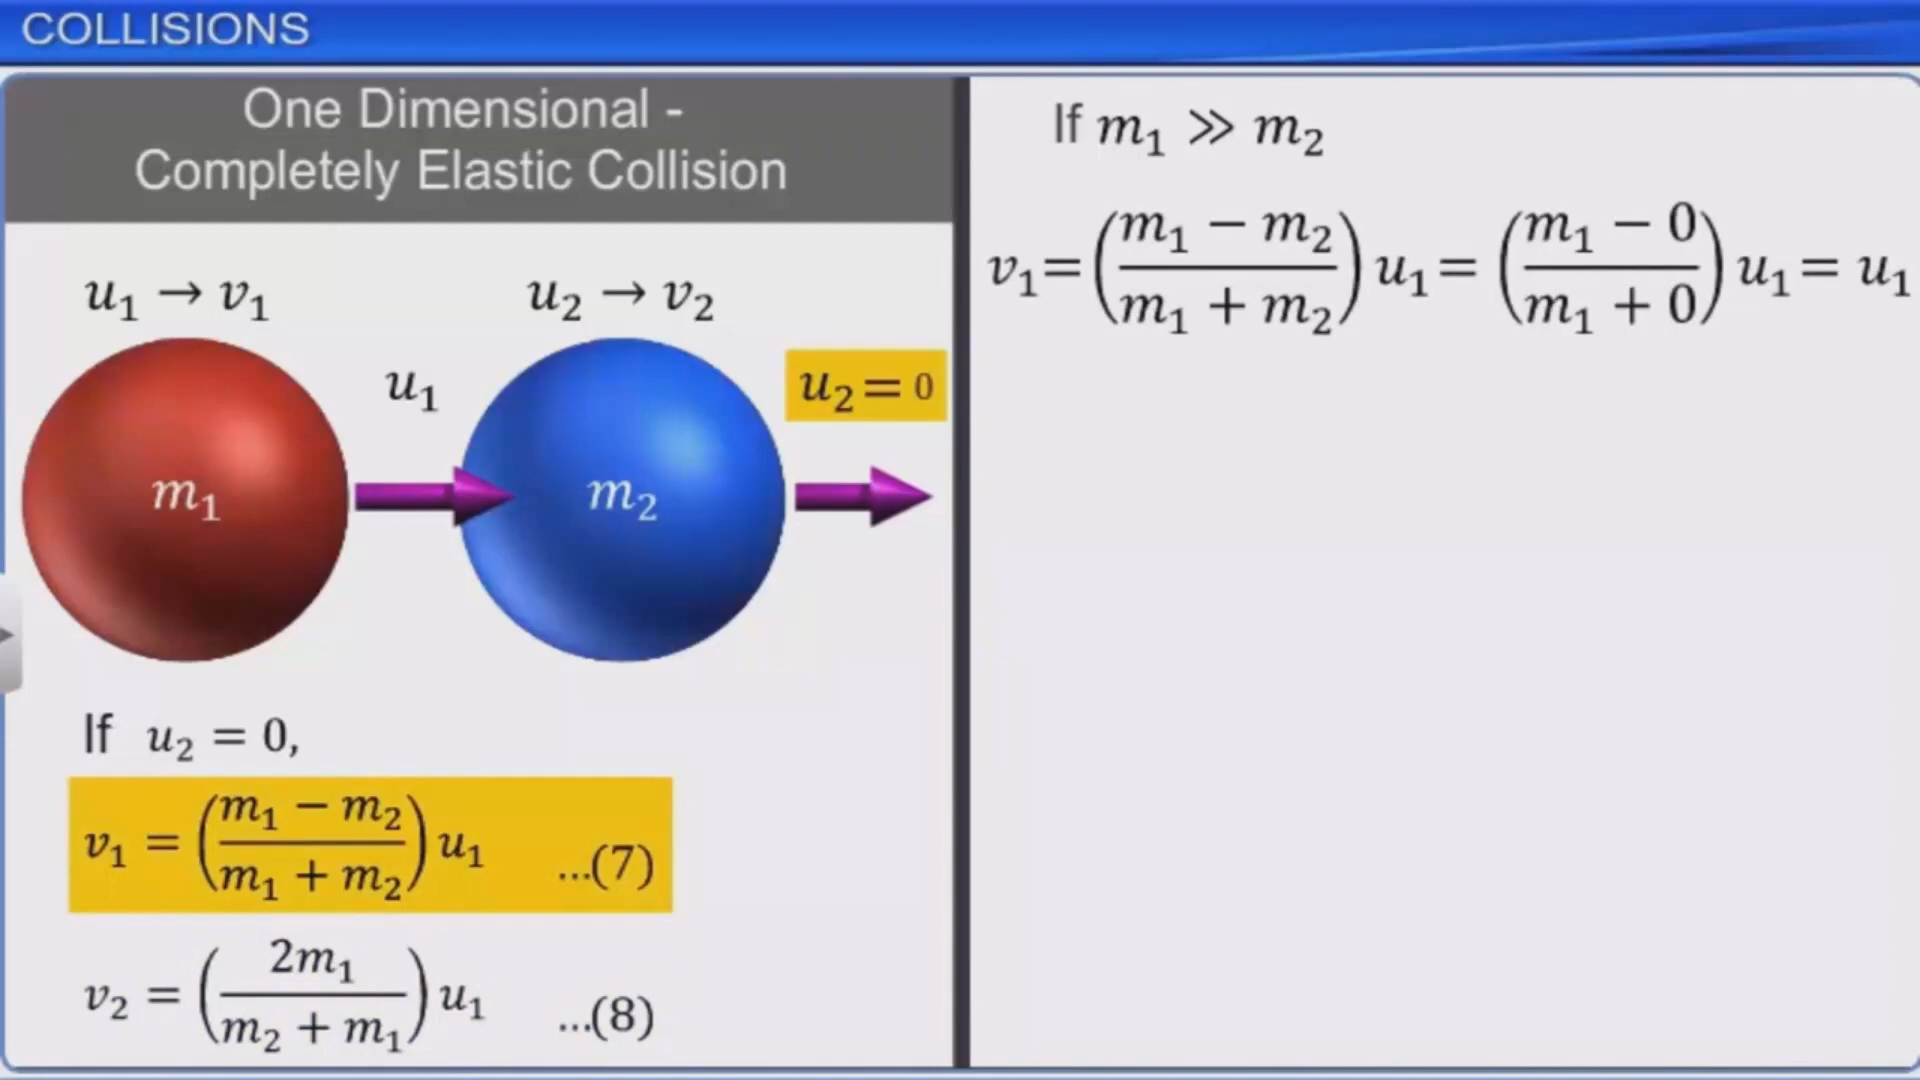 COLLISIONS
One Dimensional -
Completely Elastic Collision
u₁ → v₁
u₂ → v₂
u₁
u₂ = 0
m₁
m₂
If u₂ = 0,
v₁ = ((m₁ − m₂)/(m₁ + m₂)) u₁ ...(7)
v₂ = (2m₁/(m₂ + m₁)) u₁ ...(8)
If m₁ ≫ m₂
v₁ = ((m₁ − m₂)/(m₁ + m₂)) u₁ = ((m₁ − 0)/(m₁ + 0)) u₁ = u₁